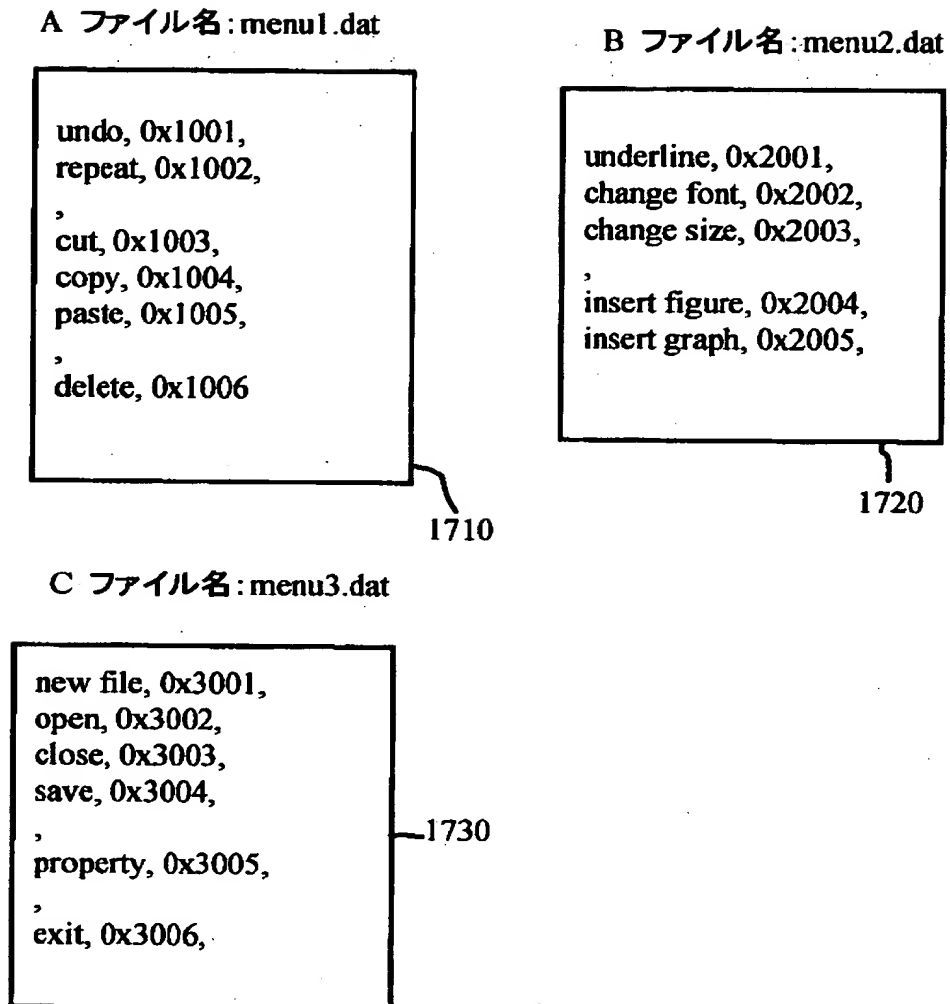 A ファイル名:menu1.dat
undo, 0x1001,
repeat, 0x1002,
,
cut, 0x1003,
copy, 0x1004,
paste, 0x1005,
,
delete, 0x1006
1710
B ファイル名:menu2.dat
underline, 0x2001,
change font, 0x2002,
change size, 0x2003,
,
insert figure, 0x2004,
insert graph, 0x2005,
1720
C ファイル名:menu3.dat
new file, 0x3001,
open, 0x3002,
close, 0x3003,
save, 0x3004,
,
property, 0x3005,
,
exit, 0x3006,
1730